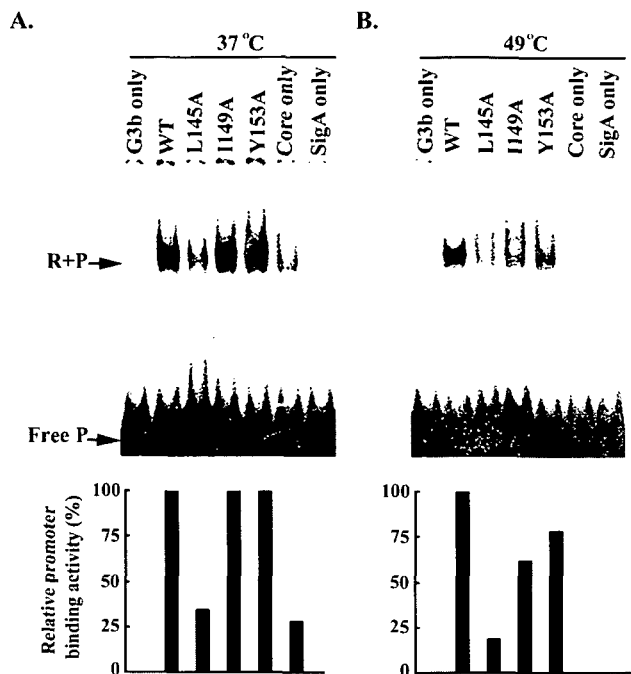 A.
37 °C
G3b only
WT
L145A
I149A
Y153A
Core only
SigA only
R+P
Free P
Relative promoter
binding activity (%)
100
75
50
25
0
B.
49°C
G3b only
WT
L145A
I149A
Y153A
Core only
SigA only
100
75
50
25
0